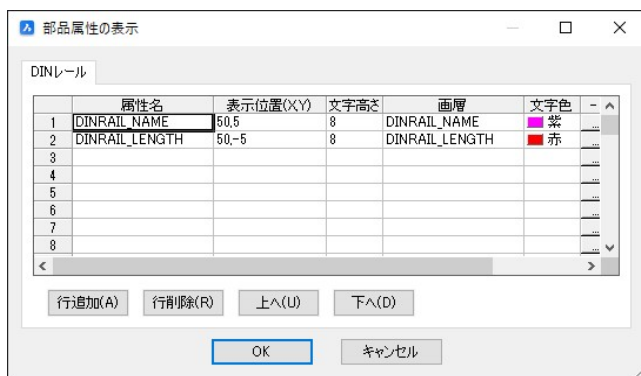 部品属性の表示
DINレール
属性名 表示位置(X,Y) 文字高さ 画層 文字色 -
1 DINRAIL_NAME 50,5 8 DINRAIL_NAME 紫 ...
2 DINRAIL_LENGTH 50,-5 8 DINRAIL_LENGTH 赤 ...
3 ...
4 ...
5 ...
6 ...
7 ...
8 ...
行追加(A) 行削除(R) 上へ(U) 下へ(D)
OK キャンセル